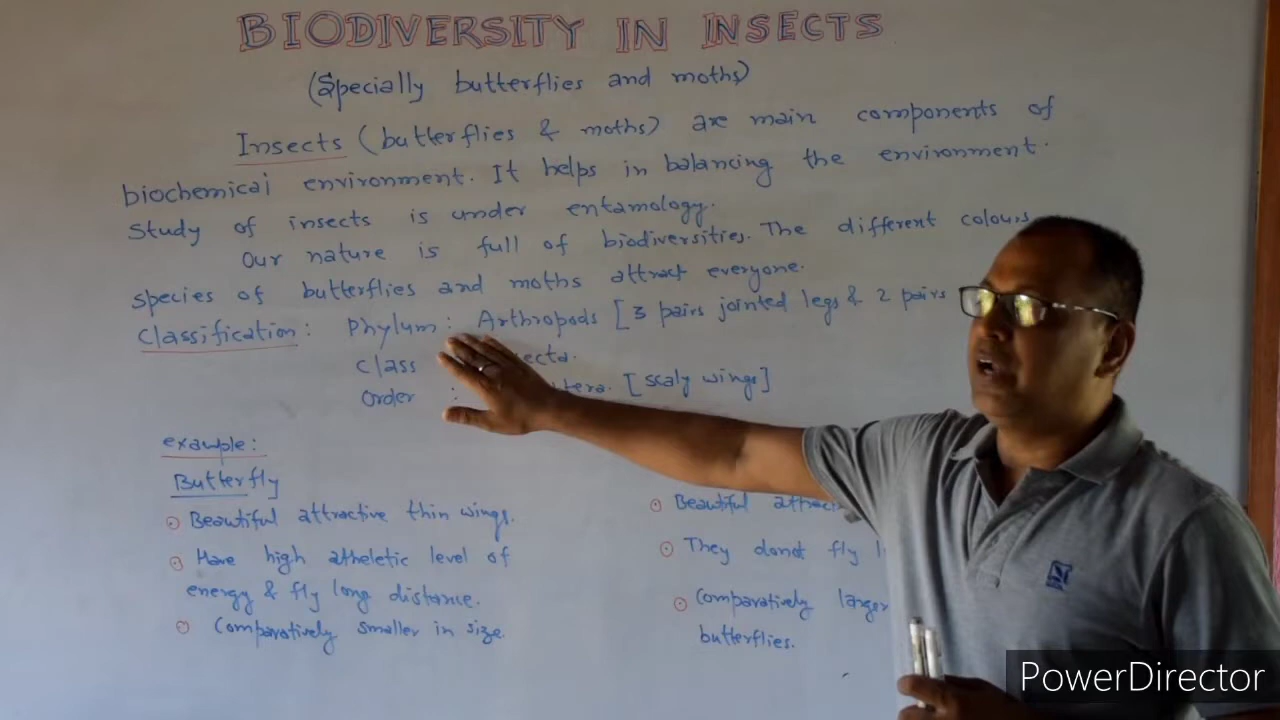 BIODIVERSITY IN INSECTS
(Specially butterflies and moths)
Insects (butterflies & moths) are main components of
biochemical environment. It helps in balancing the environment.
Study of insects is under entamology.
Our nature is full of biodiversities. The different colours
species of butterflies and moths attract everyone.
Classification: Phylum: Arthropods [3 pairs jointed legs & 2 pairs
Class
Order : [scaly wings]
example:
Butterfly
Beautiful attractive thin wings.
Have high atheletic level of
energy & fly long distance.
Comparatively smaller in size.
Beautiful
They donot fly
Comparatively larger
butterflies.
PowerDirector